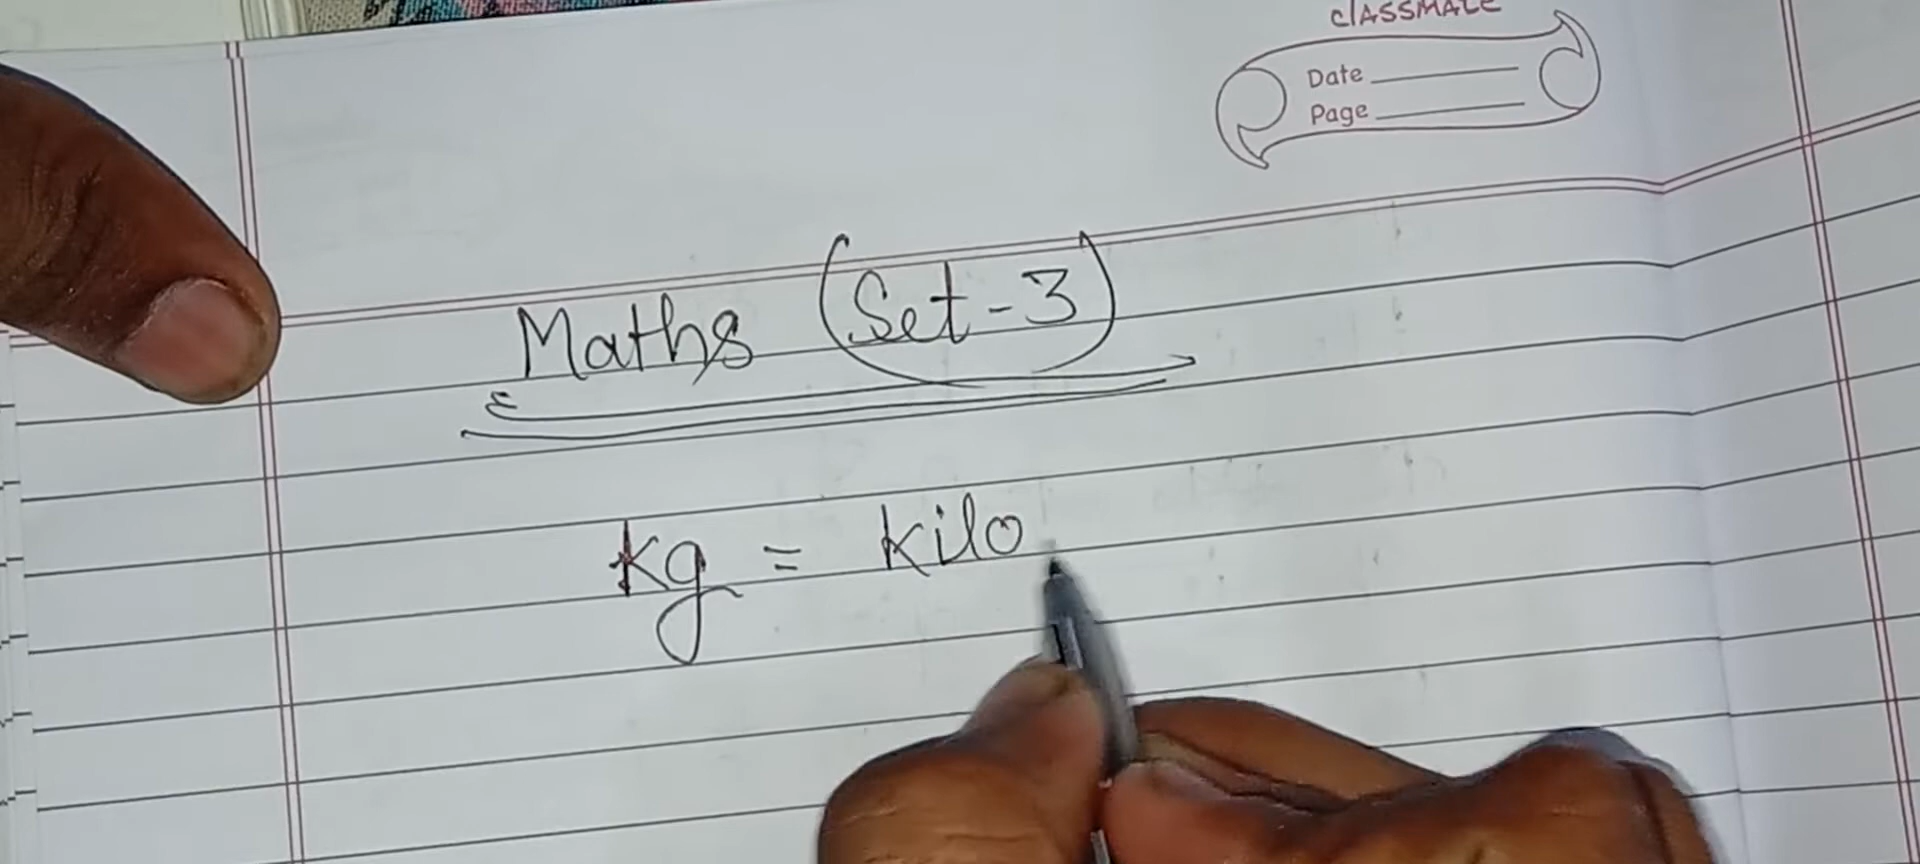 classmate
Date
Page
Maths (Set-3)
kg = kilo